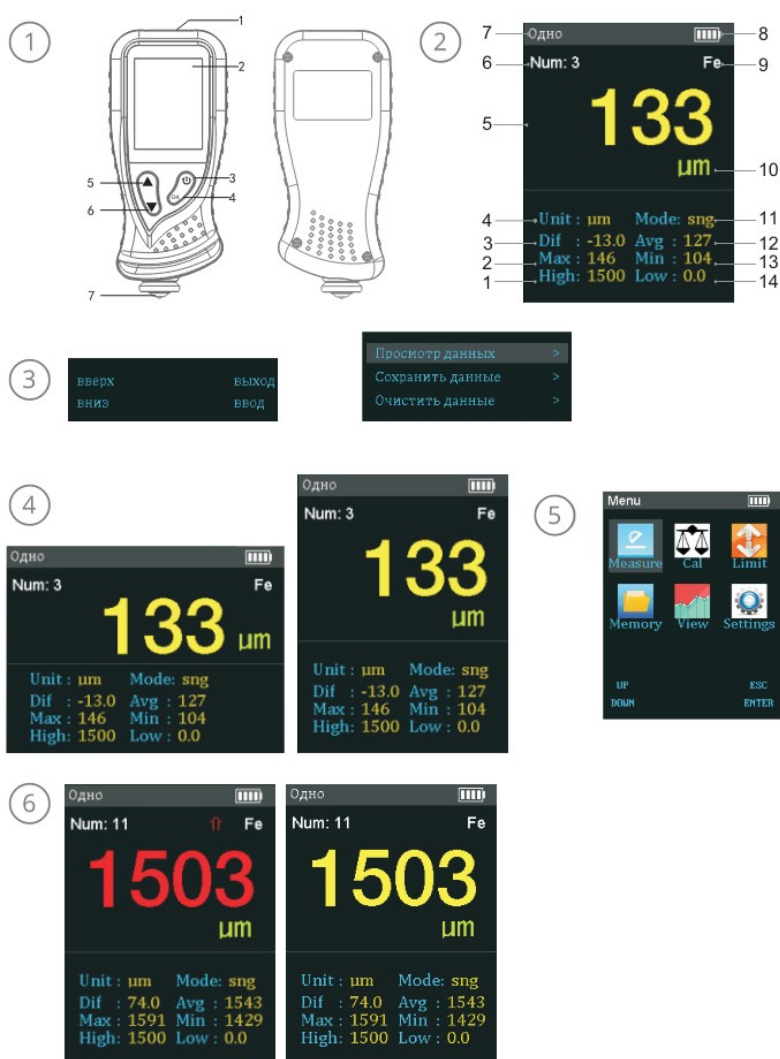 1
1
2
3
4
5
6
7
OK
2
7 Одно 8
6 Num: 3 Fe 9
5 133
µm 10
4 Unit : µm Mode: sng 11
3 Dif : -13.0 Avg : 127 12
2 Max : 146 Min : 104 13
1 High: 1500 Low : 0.0 14
3
вверх выход
вниз ввод
Просмотр данных >
Сохранить данные >
Очистить данные >
4
Одно
Num: 3 Fe
133 µm
Unit : µm Mode: sng
Dif : -13.0 Avg : 127
Max : 146 Min : 104
High: 1500 Low : 0.0
Одно
Num: 3 Fe
133
µm
Unit : µm Mode: sng
Dif : -13.0 Avg : 127
Max : 146 Min : 104
High: 1500 Low : 0.0
5
Menu
Measure Cal Limit
Memory View Settings
UP ESC
DOWN ENTER
6
Одно
Num: 11 ⇧ Fe
1503
µm
Unit : µm Mode: sng
Dif : 74.0 Avg : 1543
Max : 1591 Min : 1429
High: 1500 Low : 0.0
Одно
Num: 11 Fe
1503
µm
Unit : µm Mode: sng
Dif : 74.0 Avg : 1543
Max : 1591 Min : 1429
High: 1500 Low : 0.0